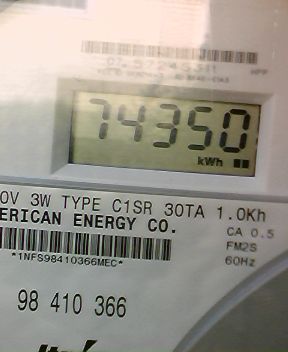 74350
kWh
0V 3W TYPE C1SR 30TA 1.0Kh
ERICAN ENERGY CO.
CA 0.5
*1NFS98410366MEC*
FM2S
60Hz
98 410 366